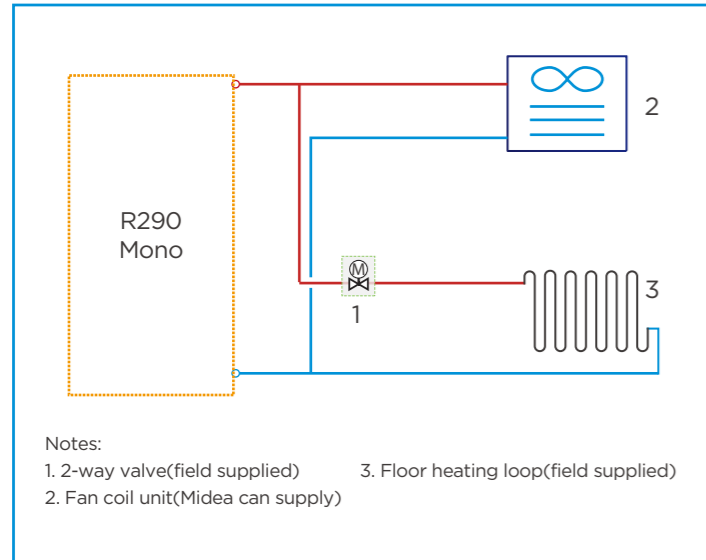 2
R290
Mono
M
3
1
Notes:
1. 2-way valve(field supplied)
3. Floor heating loop(field supplied)
2. Fan coil unit(Midea can supply)